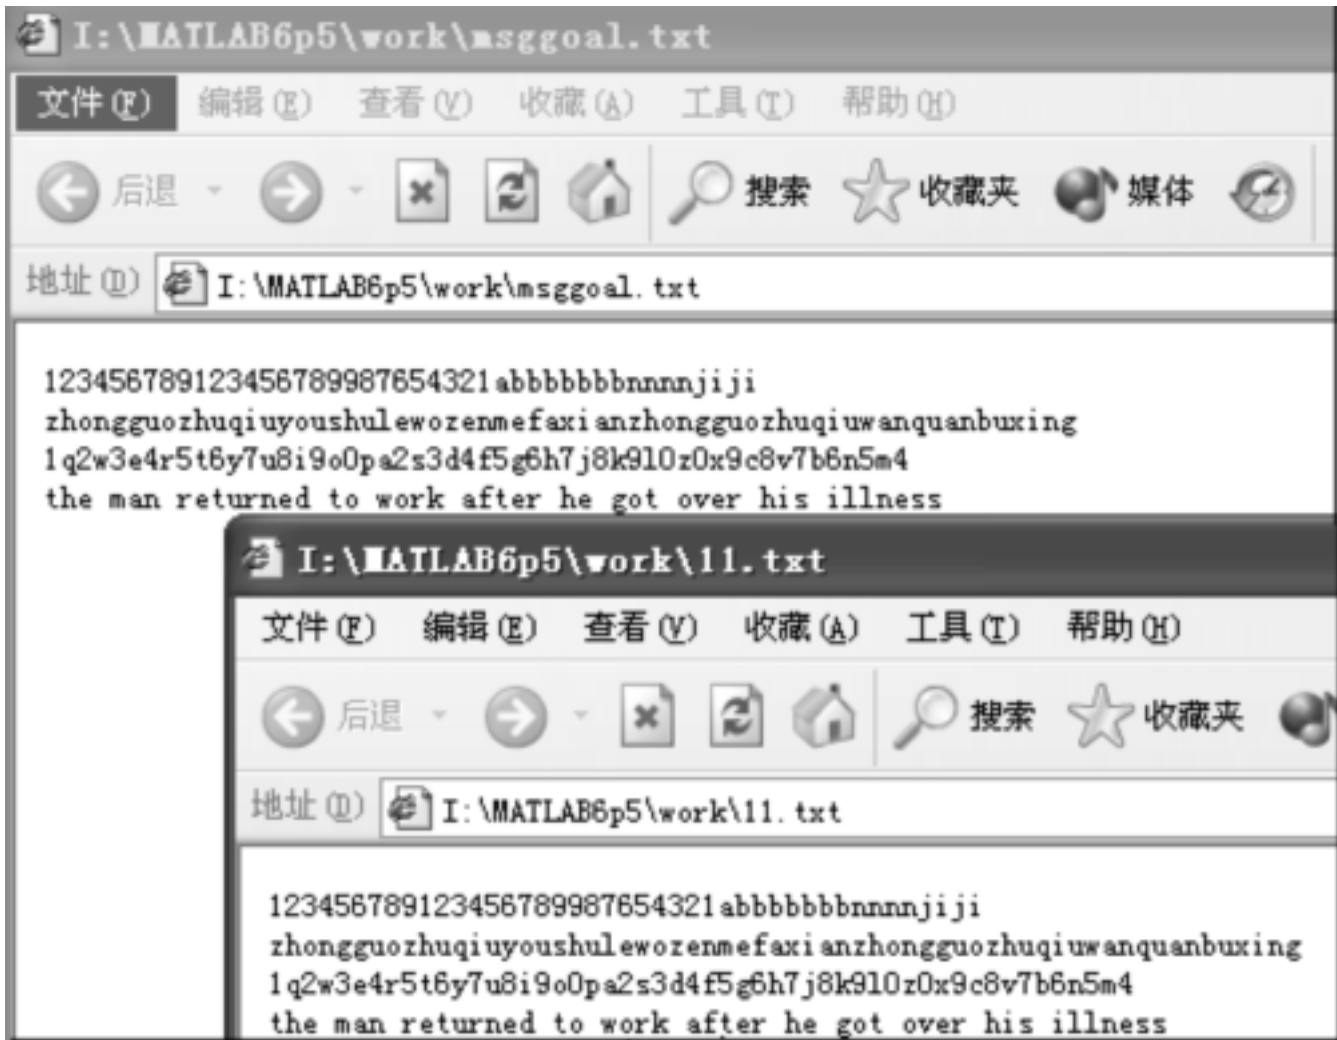 I:\MATLAB6p5\work\msggoal.txt
文件(F) 编辑(E) 查看(V) 收藏(A) 工具(T) 帮助(H)
后退 搜索 收藏夹 媒体
地址(D) I:\MATLAB6p5\work\msggoal.txt
123456789123456789987654321abbbbbbbnnnnjiji
zhongguozhuqiuyoushulewozenmefaxianzhongguozhuqiuwanquanbuxing
1q2w3e4r5t6y7u8i9o0pa2s3d4f5g6h7j8k9l0z0x9c8v7b6n5m4
the man returned to work after he got over his illness
I:\MATLAB6p5\work\11.txt
文件(F) 编辑(E) 查看(V) 收藏(A) 工具(T) 帮助(H)
后退 搜索 收藏夹
地址(D) I:\MATLAB6p5\work\11.txt
123456789123456789987654321abbbbbbbnnnnjiji
zhongguozhuqiuyoushulewozenmefaxianzhongguozhuqiuwanquanbuxing
1q2w3e4r5t6y7u8i9o0pa2s3d4f5g6h7j8k9l0z0x9c8v7b6n5m4
the man returned to work after he got over his illness